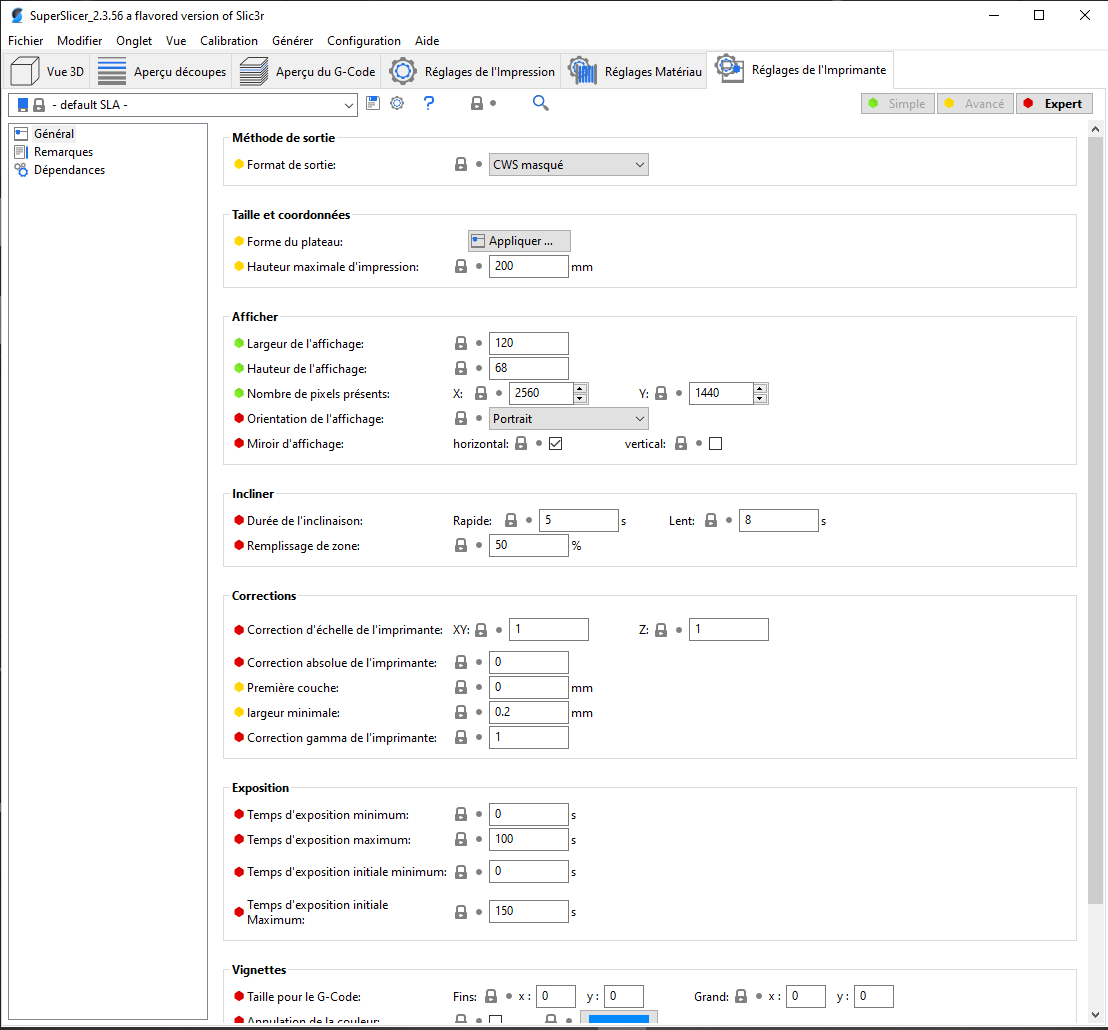 SuperSlicer_2.3.56 a flavored version of Slic3r
Fichier Modifier Onglet Vue Calibration Générer Configuration Aide
Vue 3D Aperçu découpes Aperçu du G-Code Réglages de l'Impression Réglages Matériau Réglages de l'Imprimante
- default SLA - ? Simple Avancé Expert
Général
Remarques
Dépendances
Méthode de sortie
Format de sortie: CWS masqué
Taille et coordonnées
Forme du plateau: Appliquer ...
Hauteur maximale d'impression: 200 mm
Afficher
Largeur de l'affichage: 120
Hauteur de l'affichage: 68
Nombre de pixels présents: X: 2560 Y: 1440
Orientation de l'affichage: Portrait
Miroir d'affichage: horizontal: vertical:
Incliner
Durée de l'inclinaison: Rapide: 5 s Lent: 8 s
Remplissage de zone: 50 %
Corrections
Correction d'échelle de l'imprimante: XY: 1 Z: 1
Correction absolue de l'imprimante: 0
Première couche: 0 mm
largeur minimale: 0.2 mm
Correction gamma de l'imprimante: 1
Exposition
Temps d'exposition minimum: 0 s
Temps d'exposition maximum: 100 s
Temps d'exposition initiale minimum: 0 s
Temps d'exposition initiale
Maximum: 150 s
Vignettes
Taille pour le G-Code: Fins: x : 0 y : 0 Grand: x : 0 y : 0
Annulation de la couleur: